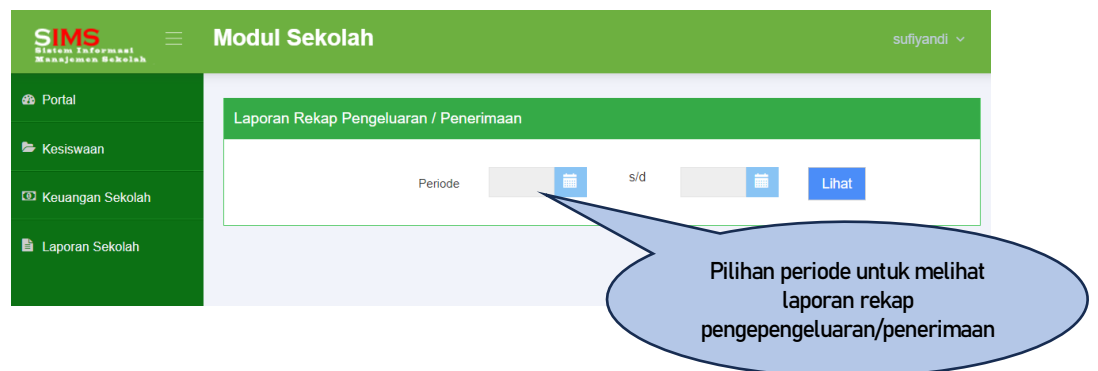 SIMS
Sistem Informasi
Manajemen Sekolah
Modul Sekolah
sufiyandi
Portal
Kesiswaan
Keuangan Sekolah
Laporan Sekolah
Laporan Rekap Pengeluaran / Penerimaan
Periode s/d Lihat
Pilihan periode untuk melihat
laporan rekap
pengepengeluaran/penerimaan